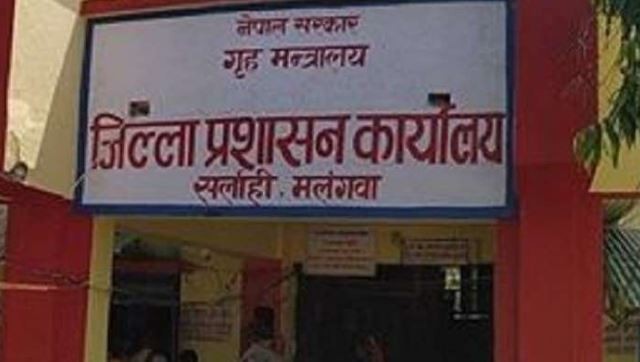 नेपाल सरकार
गृह मन्त्रालय
जिल्ला प्रशासन कार्यालय
सर्लाही. मलंगवा